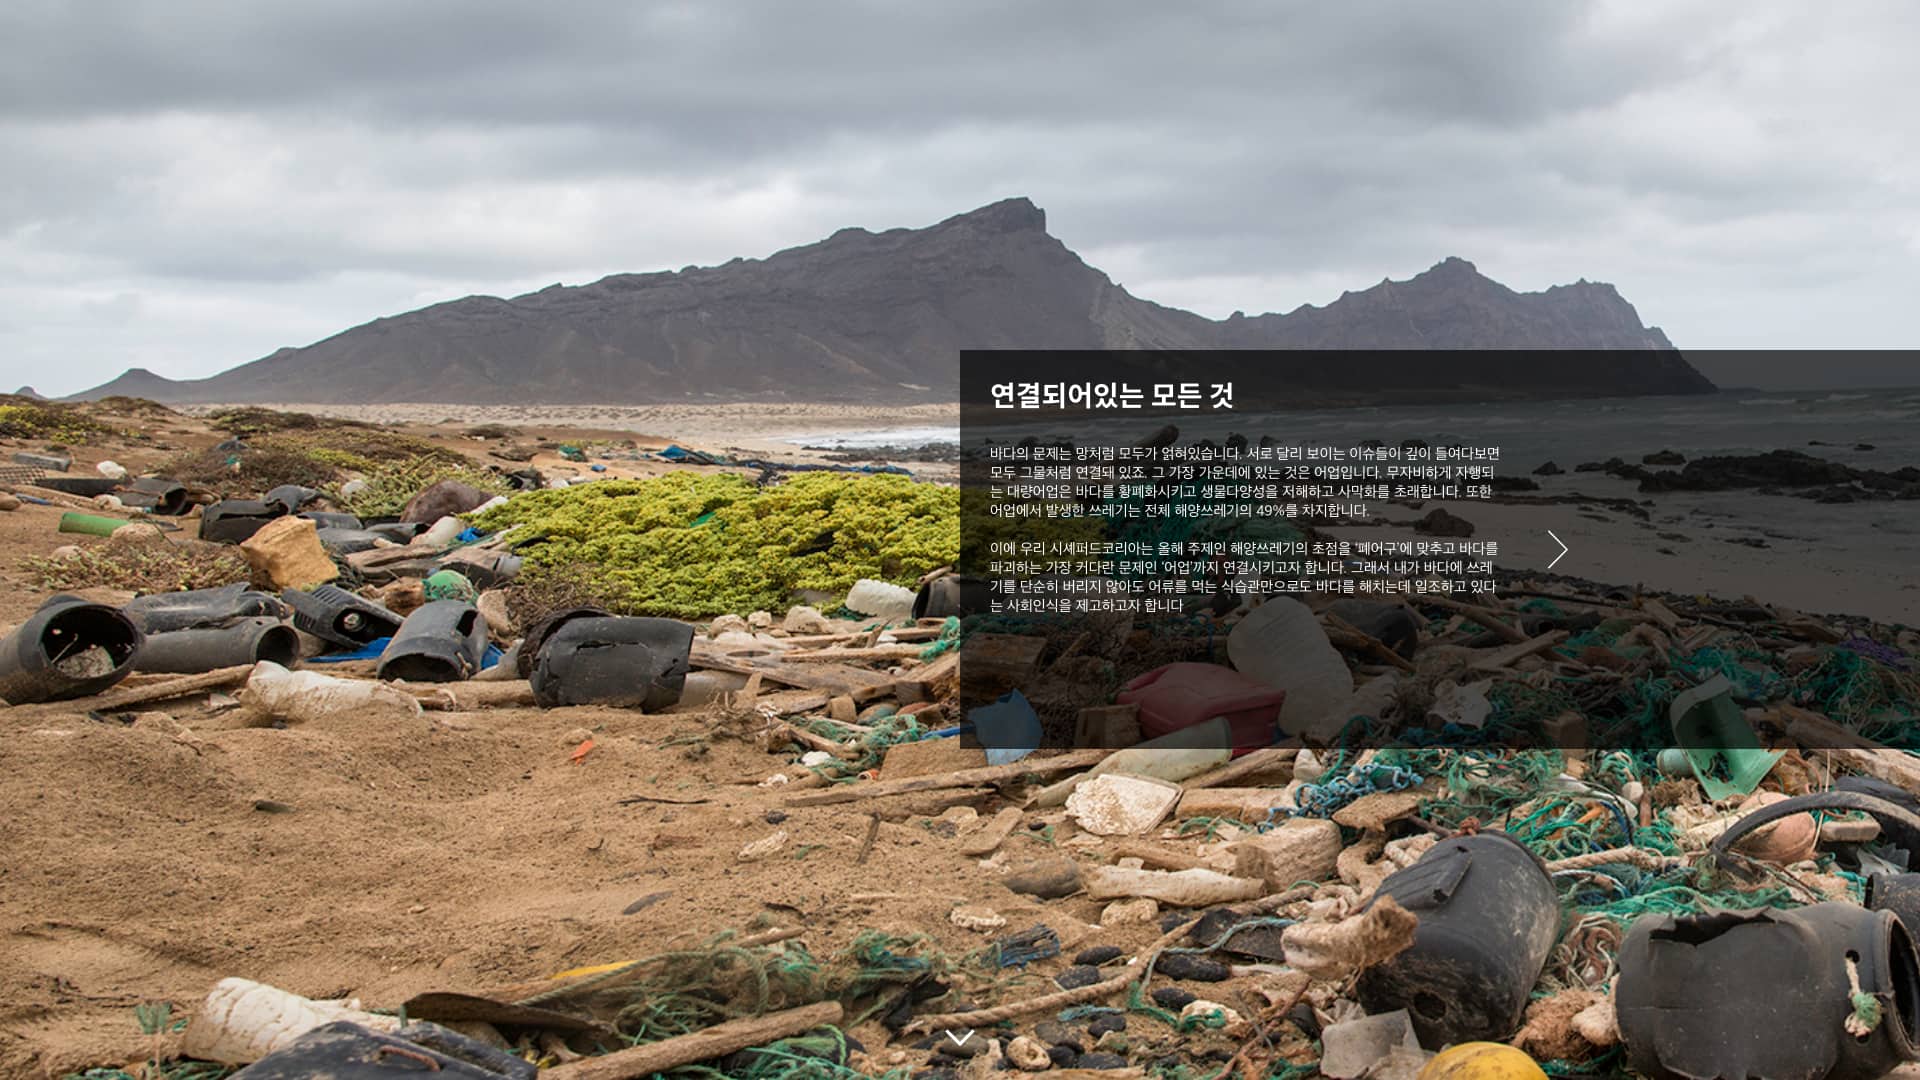 연결되어있는 모든 것
바다의 문제는 망처럼 모두가 얽혀있습니다. 서로 달리 보이는 이슈들이 깊이 들여다보면
모두 그물처럼 연결돼 있죠. 그 가장 가운데에 있는 것은 어업입니다. 무자비하게 자행되
는 대량어업은 바다를 황폐화시키고 생물다양성을 저해하고 사막화를 초래합니다. 또한
어업에서 발생한 쓰레기는 전체 해양쓰레기의 49%를 차지합니다.
이에 우리 시셰퍼드코리아는 올해 주제인 해양쓰레기의 초점을 '폐어구'에 맞추고 바다를
파괴하는 가장 커다란 문제인 '어업'까지 연결시키고자 합니다. 그래서 내가 바다에 쓰레
기를 단순히 버리지 않아도 어류를 먹는 식습관만으로도 바다를 해치는데 일조하고 있다
는 사회인식을 제고하고자 합니다